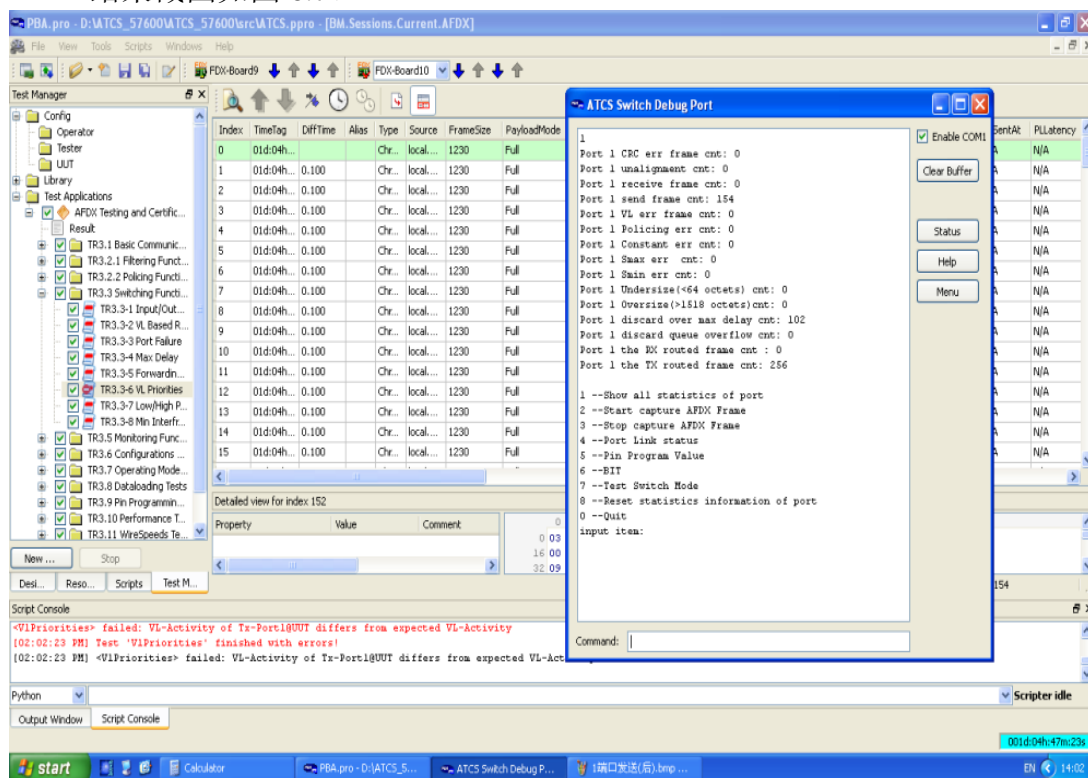 PBA.pro - D:\ATCS_57600\ATCS_57600\src\ATCS.ppro - [BM.Sessions.Current.AFDX]
File View Tools Scripts Windows Help
FDX-Board9 FDX-Board10
Test Manager
Config
Operator
Tester
UUT
Library
Test Applications
AFDX Testing and Certific...
Result
TR3.1 Basic Communic...
TR3.2.1 Filtering Funct...
TR3.2.2 Policing Functi...
TR3.3 Switching Functi...
TR3.3-1 Input/Out...
TR3.3-2 VL Based R...
TR3.3-3 Port Failure
TR3.3-4 Max Delay
TR3.3-5 Forwardin...
TR3.3-6 VL Priorities
TR3.3-7 Low/High P...
TR3.3-8 Min Interfr...
TR3.5 Monitoring Func...
TR3.6 Configurations ...
TR3.7 Operating Mode...
TR3.8 Dataloading Tests
TR3.9 Pin Programmin...
TR3.10 Performance T...
TR3.11 WireSpeeds Te...
New ... Stop
Desi... Reso... Scripts Test M...
Index TimeTag DiffTime Alias Type Source FrameSize PayloadMode SentAt PLLatency
0 01d:04h... Chr... local.... 1230 Full N/A
1 01d:04h... 0.100 Chr... local.... 1230 Full N/A
2 01d:04h... 0.100 Chr... local.... 1230 Full N/A
3 01d:04h... 0.100 Chr... local.... 1230 Full N/A
4 01d:04h... 0.100 Chr... local.... 1230 Full N/A
5 01d:04h... 0.100 Chr... local.... 1230 Full N/A
6 01d:04h... 0.100 Chr... local.... 1230 Full N/A
7 01d:04h... 0.100 Chr... local.... 1230 Full N/A
8 01d:04h... 0.100 Chr... local.... 1230 Full N/A
9 01d:04h... 0.100 Chr... local.... 1230 Full N/A
10 01d:04h... 0.100 Chr... local.... 1230 Full N/A
11 01d:04h... 0.100 Chr... local.... 1230 Full N/A
12 01d:04h... 0.100 Chr... local.... 1230 Full N/A
13 01d:04h... 0.100 Chr... local.... 1230 Full N/A
14 01d:04h... 0.100 Chr... local.... 1230 Full N/A
15 01d:04h... 0.100 Chr... local.... 1230 Full N/A
Detailed view for index 152
Property Value Comment
0
0 03
16 00
32 09
154
ATCS Switch Debug Port
1
Port 1 CRC err frame cnt: 0
Port 1 unalignment cnt: 0
Port 1 receive frame cnt: 0
Port 1 send frame cnt: 154
Port 1 VL err frame cnt: 0
Port 1 Policing err cnt: 0
Port 1 Constant err cnt: 0
Port 1 Smax err cnt: 0
Port 1 Smin err cnt: 0
Port 1 Undersize(<64 octets) cnt: 0
Port 1 Oversize(>1518 octets)cnt: 0
Port 1 discard over max delay cnt: 102
Port 1 discard queue overflow cnt: 0
Port 1 the RX routed frame cnt : 0
Port 1 the TX routed frame cnt: 256
1 --Show all statistics of port
2 --Start capture AFDX Frame
3 --Stop capture AFDX Frame
4 --Port Link status
5 --Pin Program Value
6 --BIT
7 --Test Switch Mode
8 --Reset statistics information of port
0 --Quit
input item:
Enable COM1
Clear Buffer
Status
Help
Menu
Command:
Script Console
<VlPriorities> failed: VL-Activity of Tx-Port1@UUT differs from expected VL-Activity
[02:02:23 PM] Test 'VlPriorities' finished with errors!
[02:02:23 PM] <VlPriorities> failed: VL-Activity of Tx-Port1@UUT differs from expected VL-Act
Python Scripter idle
Output Window Script Console
001d:04h:47m:23s
start Calculator PBA.pro - D:\ATCS_5... ATCS Switch Debug P... 1端口发送(后).bmp ... EN 14:02